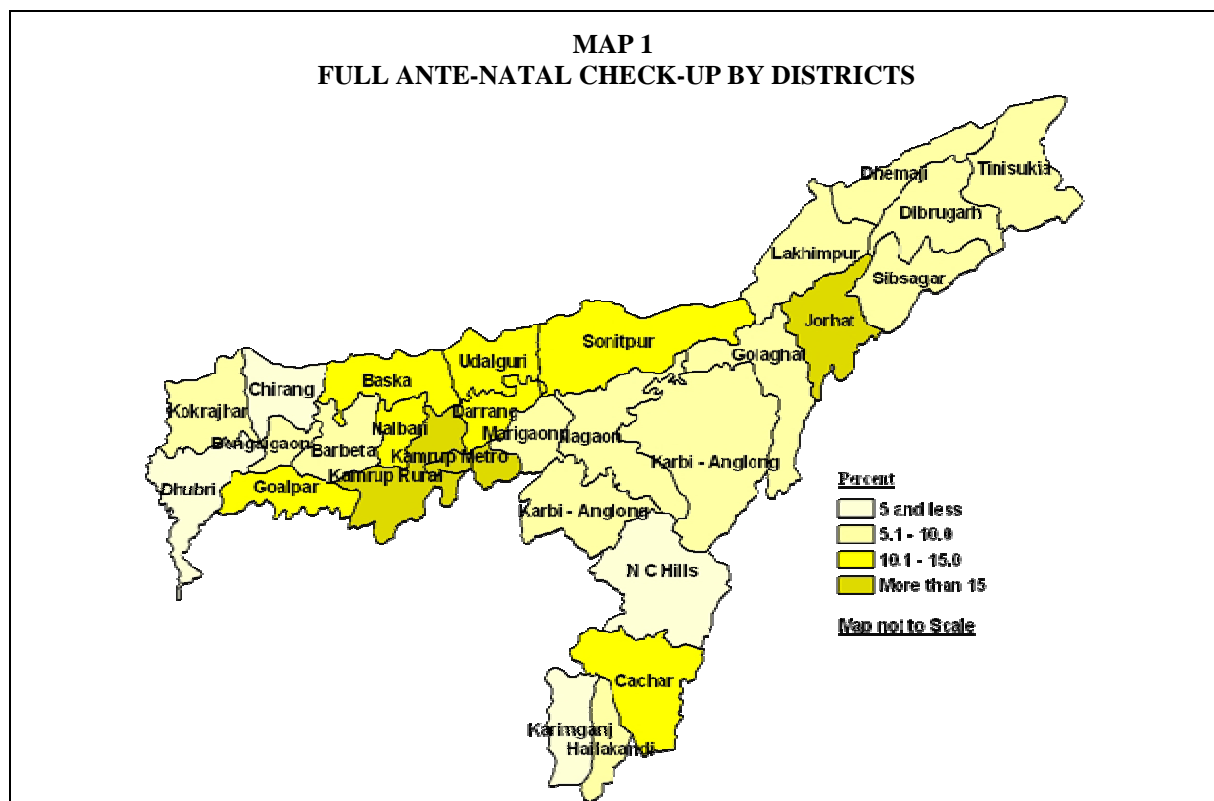 MAP 1
FULL ANTE-NATAL CHECK-UP BY DISTRICTS
Dhemaji
Tinisukia
Dibrugarh
Lakhimpur
Sibsagar
Jorhat
Sonitpur
Golaghat
Udalguri
Baska
Chirang
Kokrajhar
Darrang
Nalbari
Marigaon
Nagaon
Bongaigaon
Barbeta
Kamrup Metro
Karbi - Anglong
Kamrup Rural
Dhubri
Goalpar
Karbi - Anglong
N C Hills
Cachar
Karimganj
Hailakandi
Percent
5 and less
5.1 - 10.0
10.1 - 15.0
More than 15
Map not to Scale